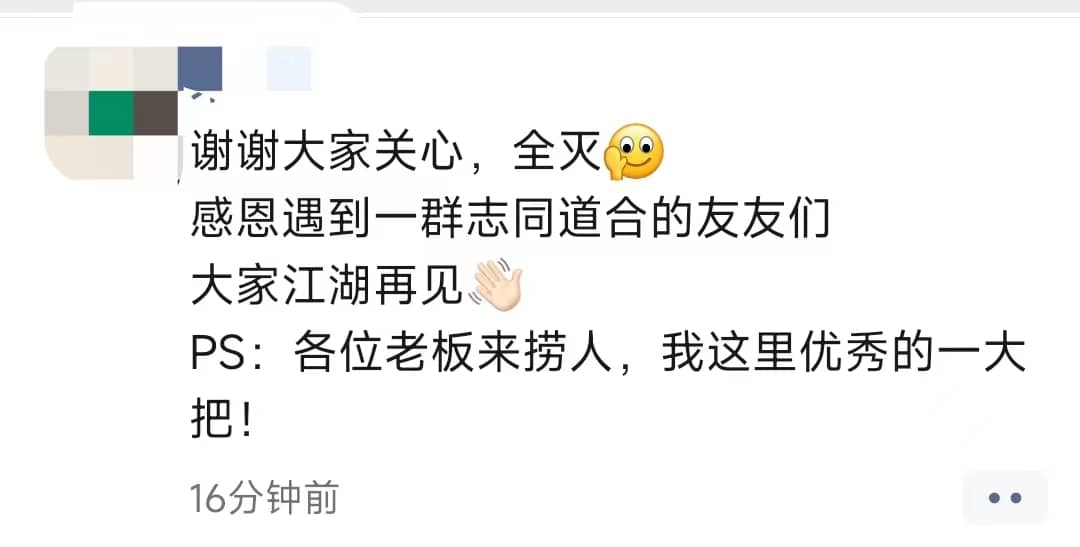 谢谢大家关心，全灭🫢
感恩遇到一群志同道合的友友们
大家江湖再见👋🏻
PS：各位老板来捞人，我这里优秀的一大
把！
16分钟前